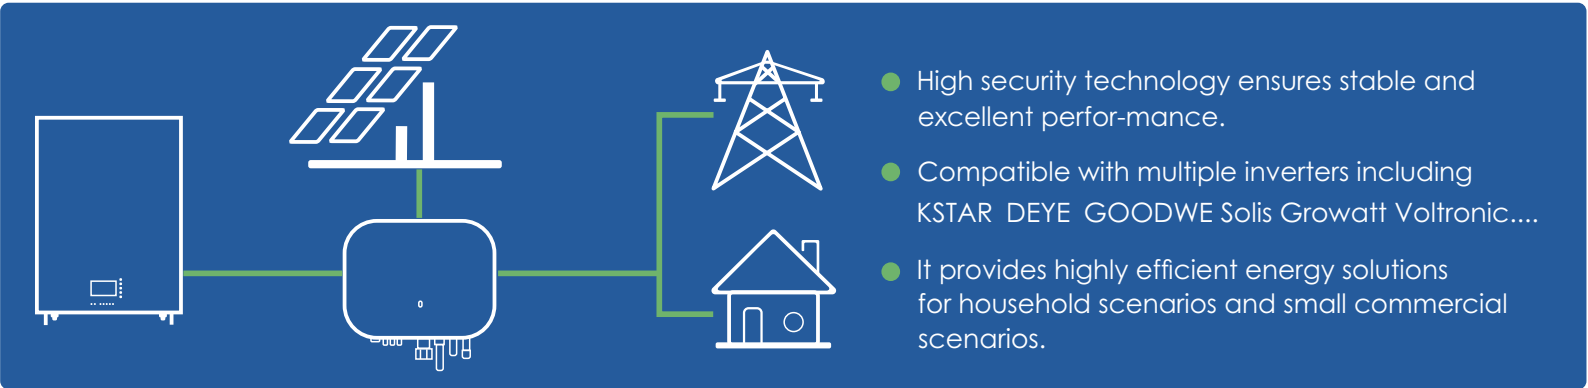 High security technology ensures stable and
excellent perfor-mance.
Compatible with multiple inverters including
KSTAR DEYE GOODWE Solis Growatt Voltronic....
It provides highly efficient energy solutions
for household scenarios and small commercial
scenarios.